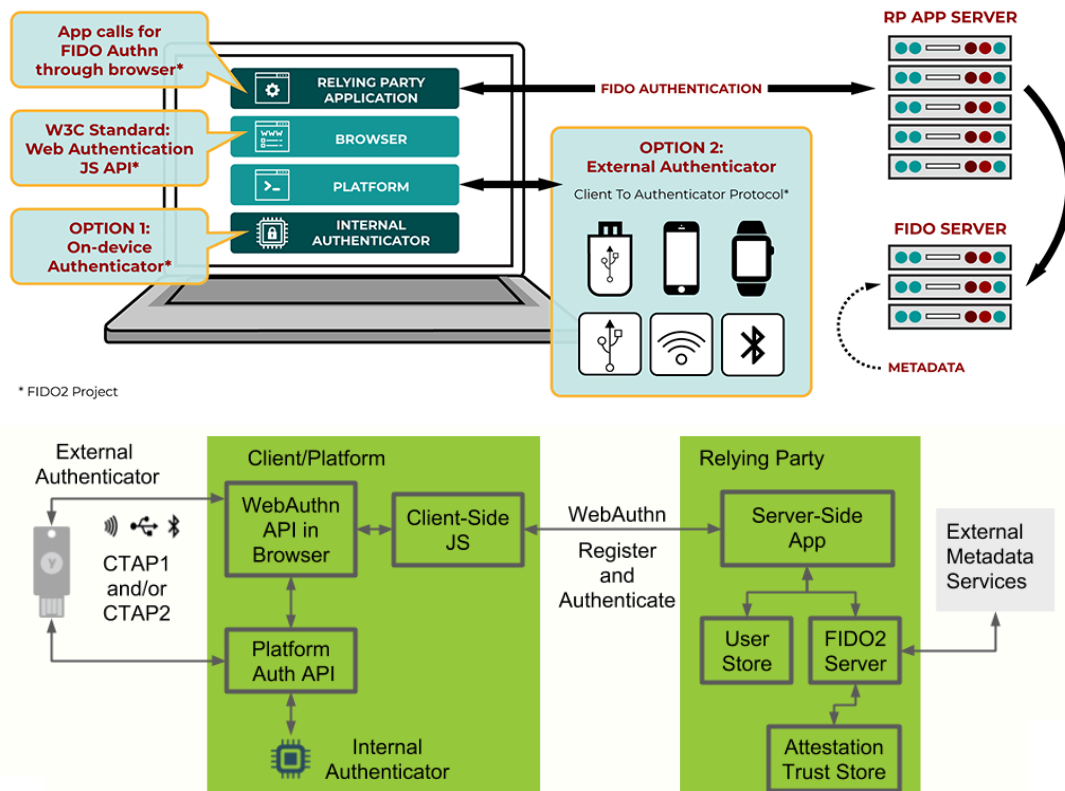 App calls for
FIDO Authn
through browser*
W3C Standard:
Web Authentication
JS API*
OPTION 1:
On-device
Authenticator*
RELYING PARTY
APPLICATION
WWW
BROWSER
PLATFORM
INTERNAL
AUTHENTICATOR
FIDO AUTHENTICATION
OPTION 2:
External Authenticator
Client To Authenticator Protocol*
RP APP SERVER
FIDO SERVER
METADATA
* FIDO2 Project
External
Authenticator
Y
CTAP1
and/or
CTAP2
Client/Platform
WebAuthn
API in
Browser
Client-Side
JS
Platform
Auth API
Internal
Authenticator
WebAuthn
Register
and
Authenticate
Relying Party
Server-Side
App
User
Store
FIDO2
Server
Attestation
Trust Store
External
Metadata
Services